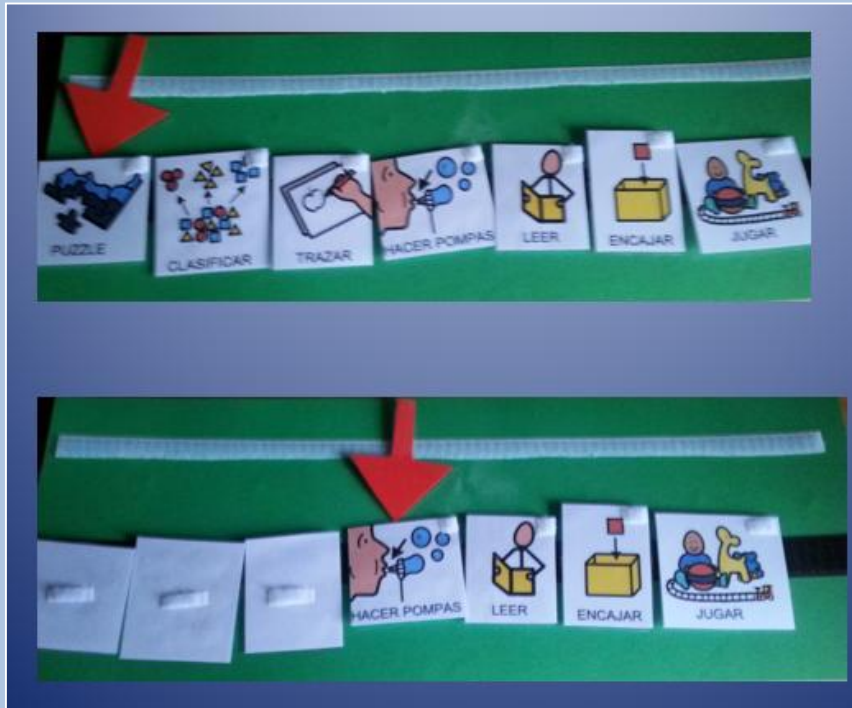 PUZZLE
CLASIFICAR
TRAZAR
HACER POMPAS
LEER
ENCAJAR
JUGAR
HACER POMPAS
LEER
ENCAJAR
JUGAR